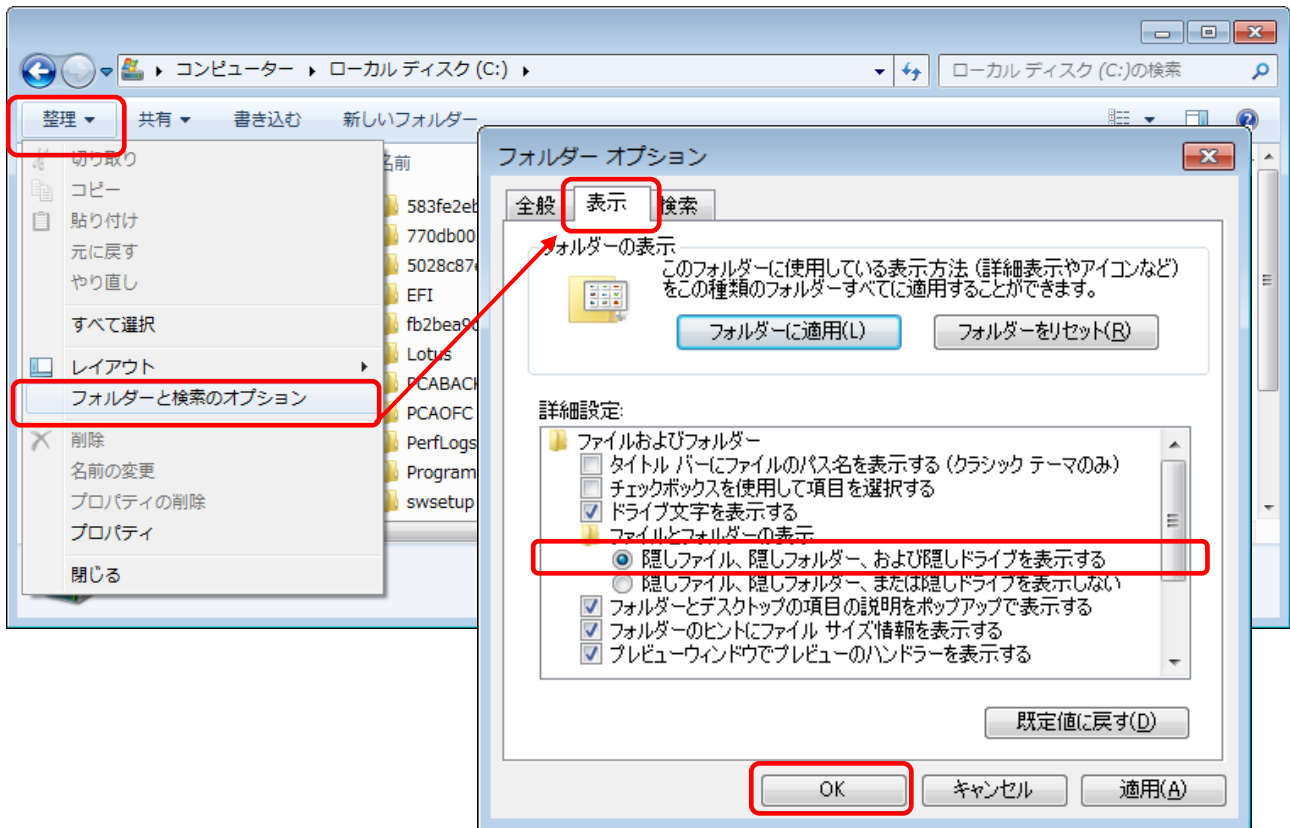 コンピューター ローカル ディスク (C:)
ローカル ディスク (C:)の検索
整理 共有 書き込む 新しいフォルダー
切り取り
コピー
貼り付け
元に戻す
やり直し
すべて選択
レイアウト
フォルダーと検索のオプション
削除
名前の変更
プロパティの削除
プロパティ
閉じる
名前
583fe2eb
770db00
5028c87
EFI
fb2bea9
Lotus
PCABACK
PCAOFC
PerfLogs
Program
swsetup
フォルダー オプション
全般 表示 検索
フォルダーの表示
このフォルダーに使用している表示方法 (詳細表示やアイコンなど)
をこの種類のフォルダーすべてに適用することができます。
フォルダーに適用(L) フォルダーをリセット(R)
詳細設定:
ファイルおよびフォルダー
タイトル バーにファイルのパス名を表示する (クラシック テーマのみ)
チェックボックスを使用して項目を選択する
ドライブ文字を表示する
ファイルとフォルダーの表示
隠しファイル、隠しフォルダー、および隠しドライブを表示する
隠しファイル、隠しフォルダー、または隠しドライブを表示しない
フォルダーとデスクトップの項目の説明をポップアップで表示する
フォルダーのヒントにファイル サイズ情報を表示する
プレビューウィンドウでプレビューのハンドラーを表示する
既定値に戻す(D)
OK キャンセル 適用(A)